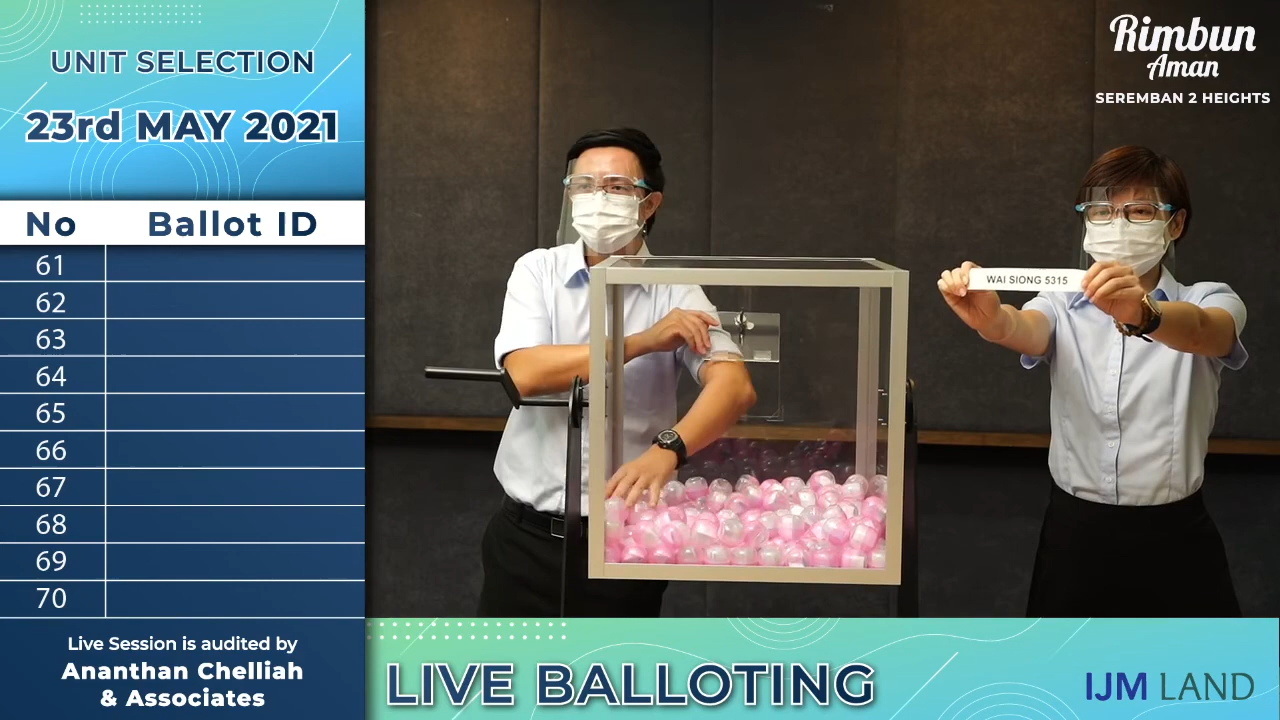 UNIT SELECTION
23rd MAY 2021
No Ballot ID
61
62
63
64
65
66
67
68
69
70
Live Session is audited by
Ananthan Chelliah
& Associates
Rimbun
Aman
SEREMBAN 2 HEIGHTS
WAI SIONG 5315
LIVE BALLOTING
IJM LAND